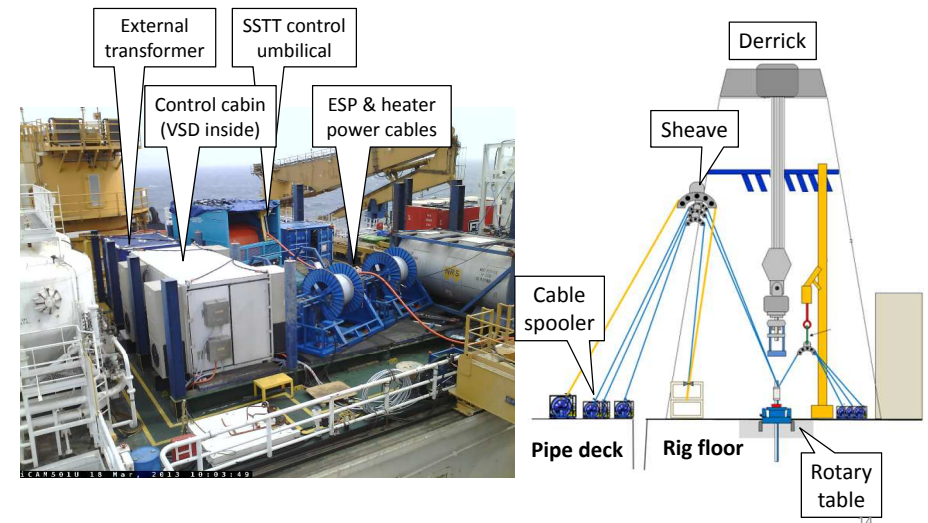 External
transformer
SSTT control
umbilical
Control cabin
(VSD inside)
ESP & heater
power cables
Derrick
Sheave
Cable
spooler
Pipe deck
Rig floor
Rotary
table
iCAM501U 18 Mar, 2013 10:03:49
14